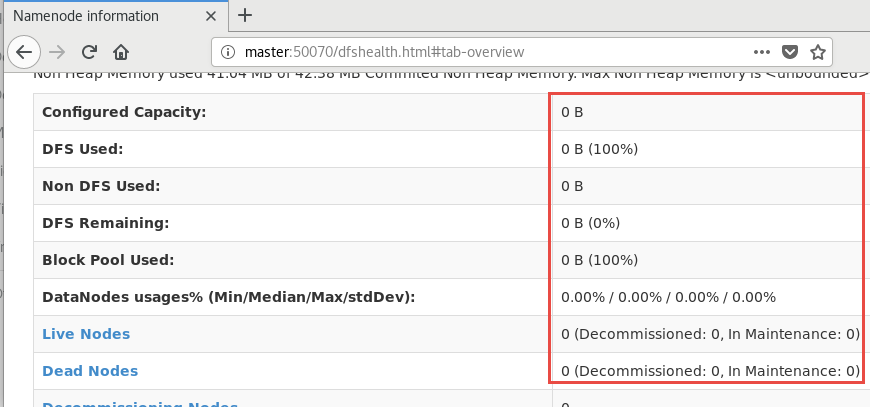 Namenode information
master:50070/dfshealth.html#tab-overview
Non Heap Memory used 41.04 MB of 42.38 MB Commited Non Heap Memory. Max Non Heap Memory is <unbounded>
Configured Capacity: 0 B
DFS Used: 0 B (100%)
Non DFS Used: 0 B
DFS Remaining: 0 B (0%)
Block Pool Used: 0 B (100%)
DataNodes usages% (Min/Median/Max/stdDev): 0.00% / 0.00% / 0.00% / 0.00%
Live Nodes 0 (Decommissioned: 0, In Maintenance: 0)
Dead Nodes 0 (Decommissioned: 0, In Maintenance: 0)
Decommissioning Nodes 0